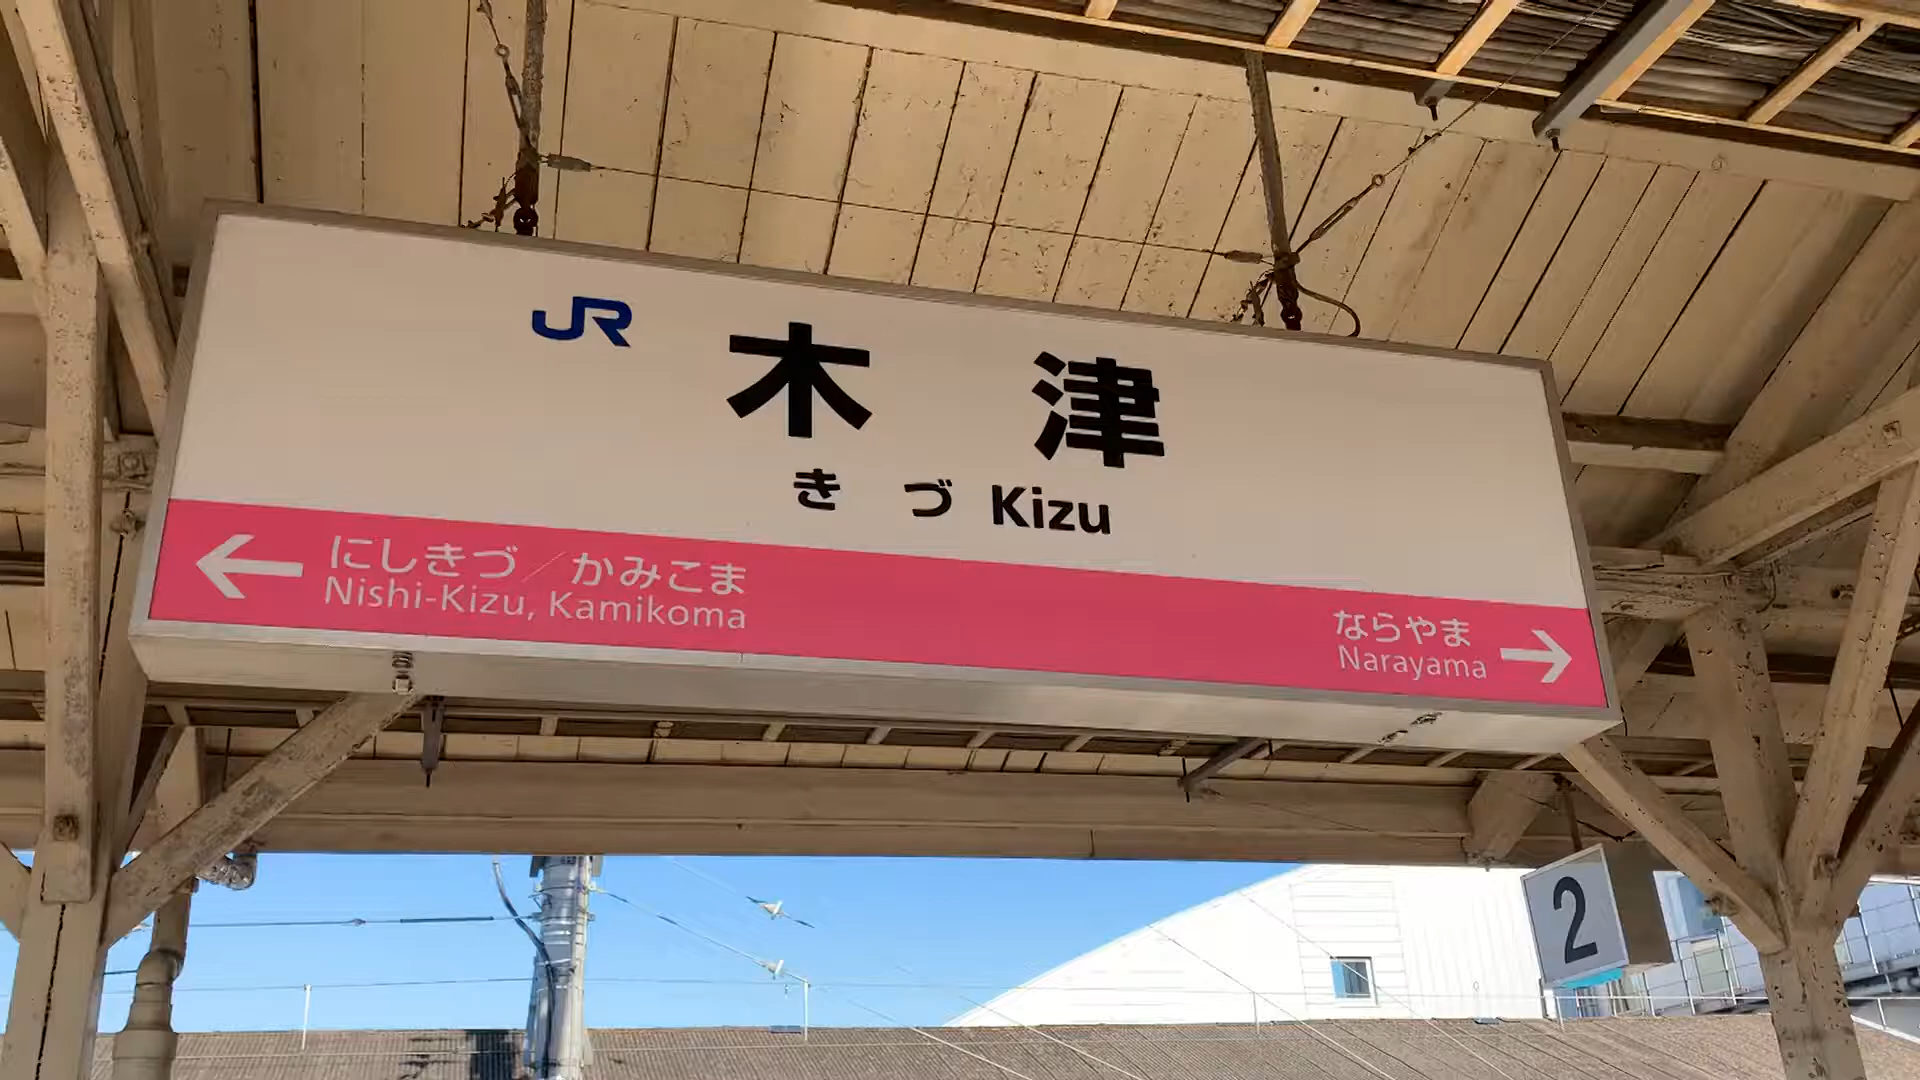 JR
木津
きづ Kizu
にしきづ／かみこま
Nishi-Kizu, Kamikoma
ならやま
Narayama
2